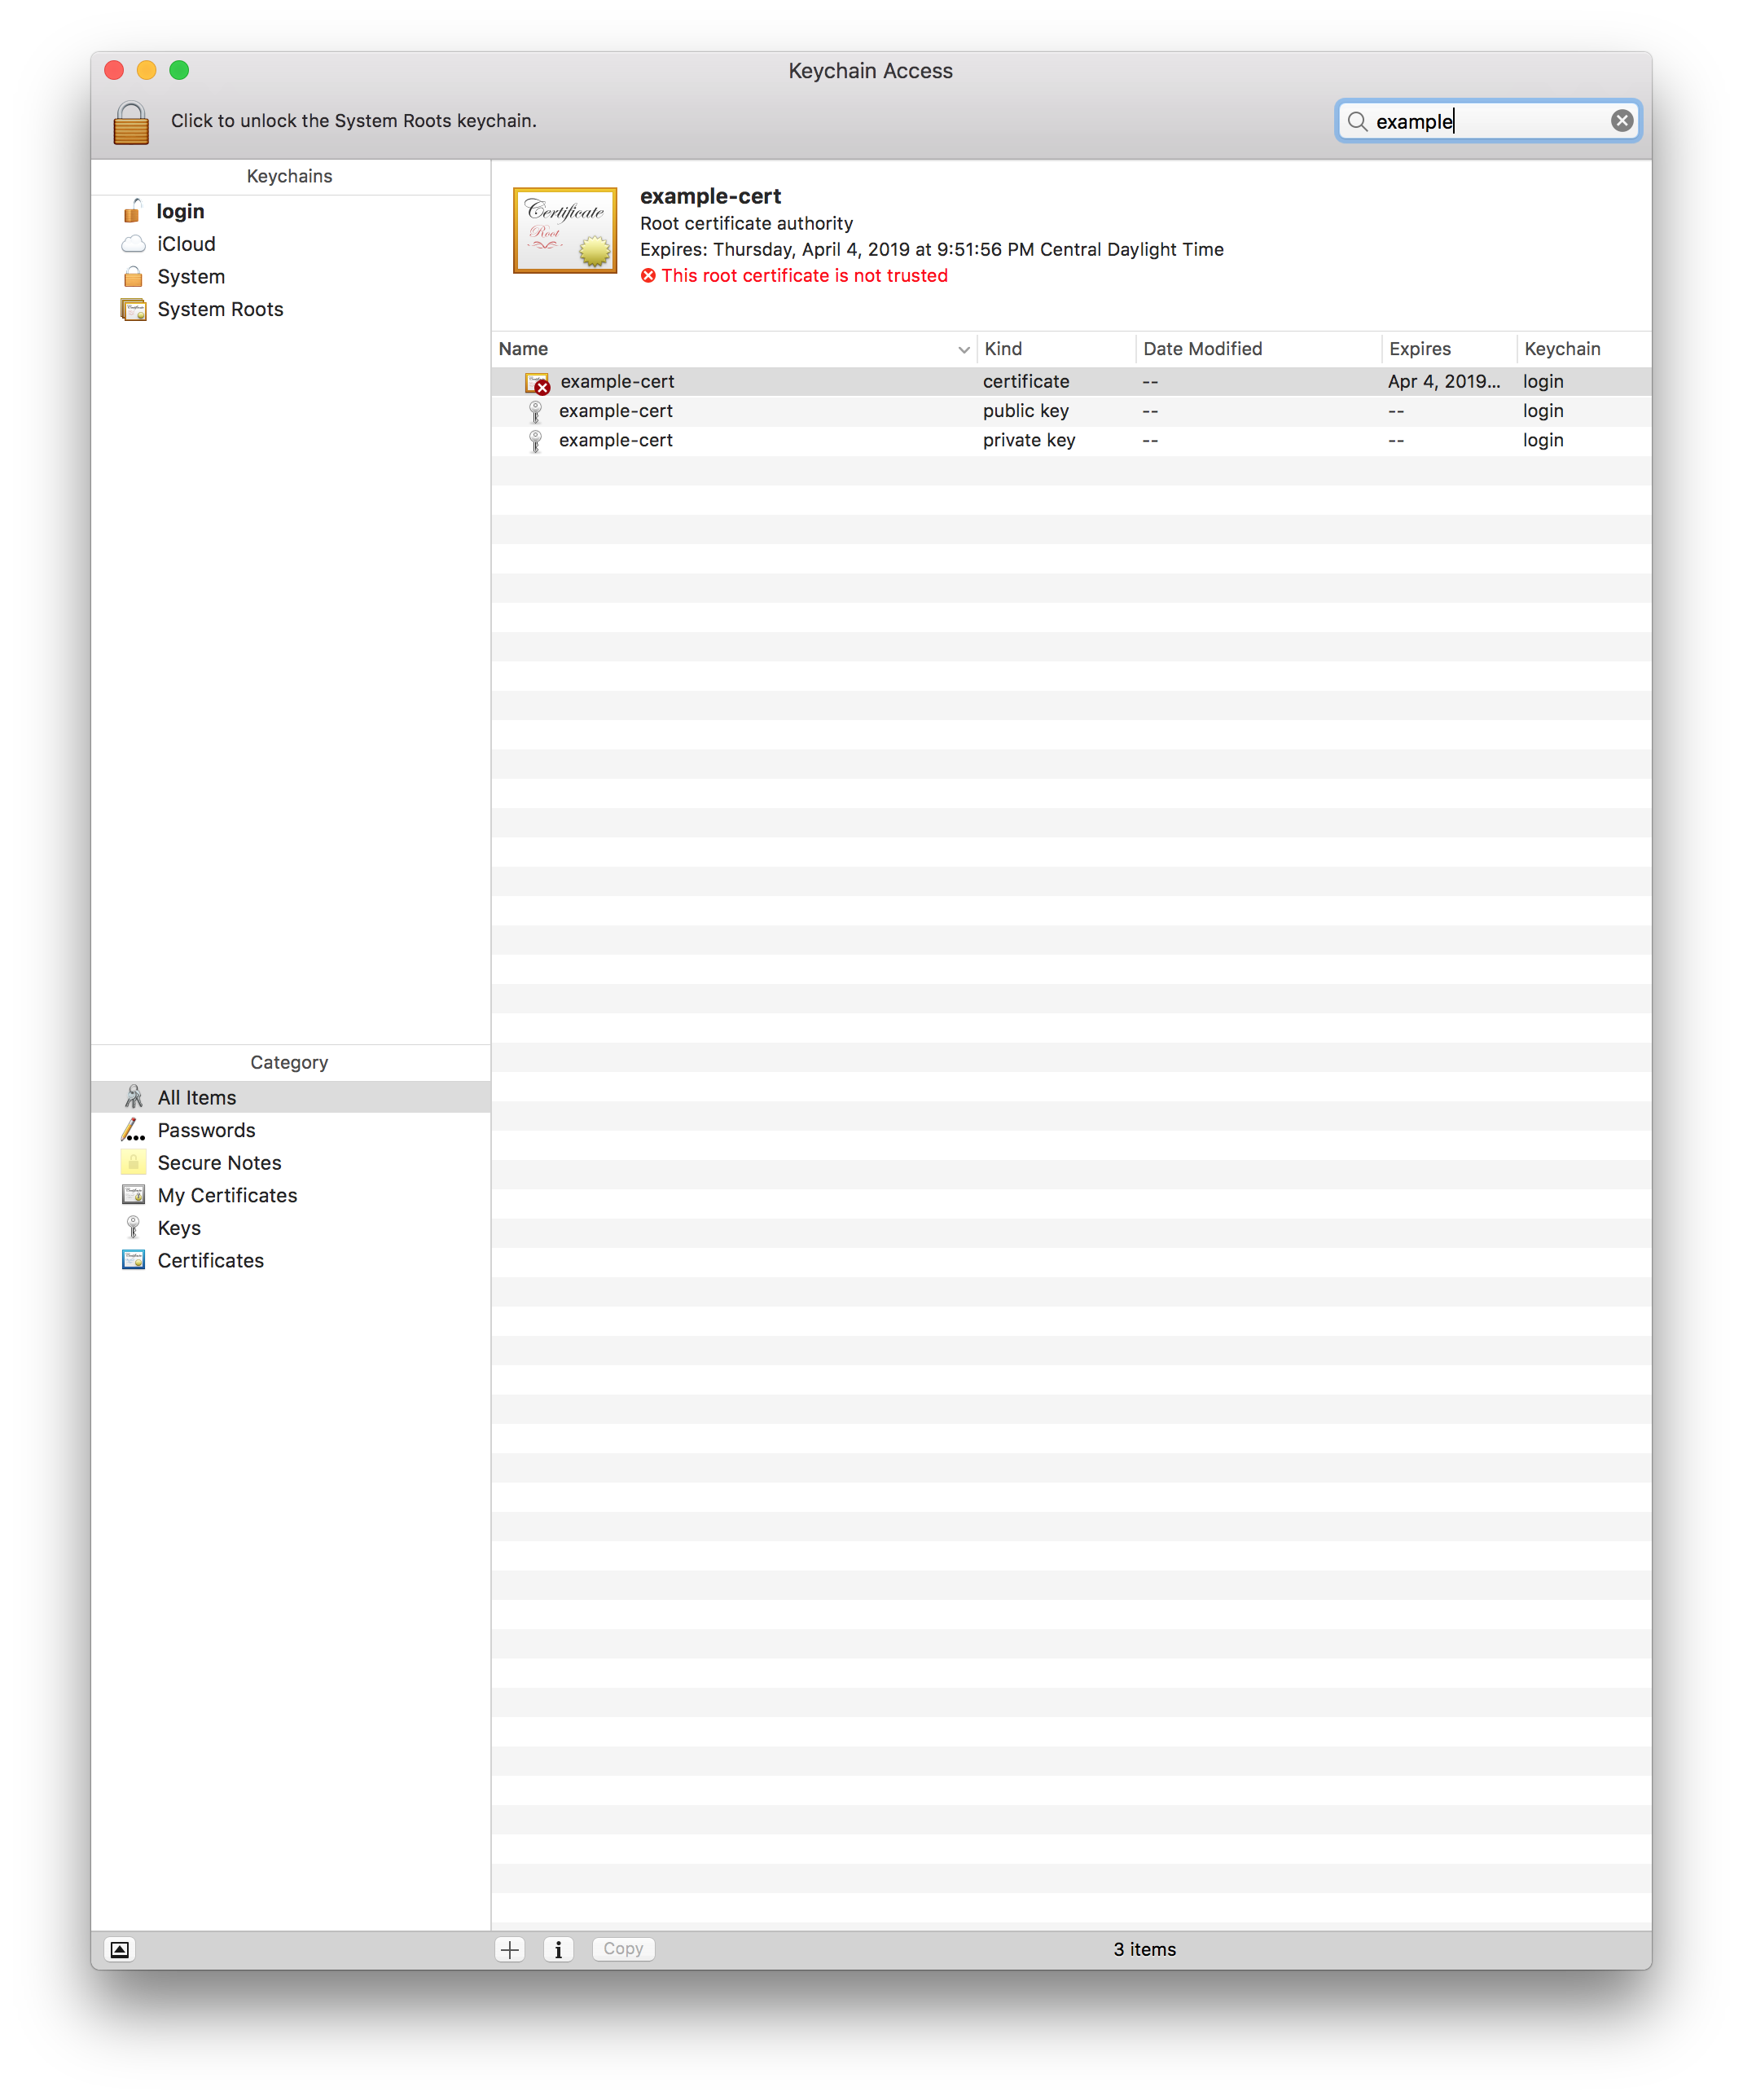 Keychain Access
Click to unlock the System Roots keychain.
example
Keychains
login
iCloud
System
System Roots
Certificate
Root
example-cert
Root certificate authority
Expires: Thursday, April 4, 2019 at 9:51:56 PM Central Daylight Time
This root certificate is not trusted
Name Kind Date Modified Expires Keychain
example-cert certificate -- Apr 4, 2019... login
example-cert public key -- -- login
example-cert private key -- -- login
Category
All Items
Passwords
Secure Notes
My Certificates
Keys
Certificates
Copy
3 items